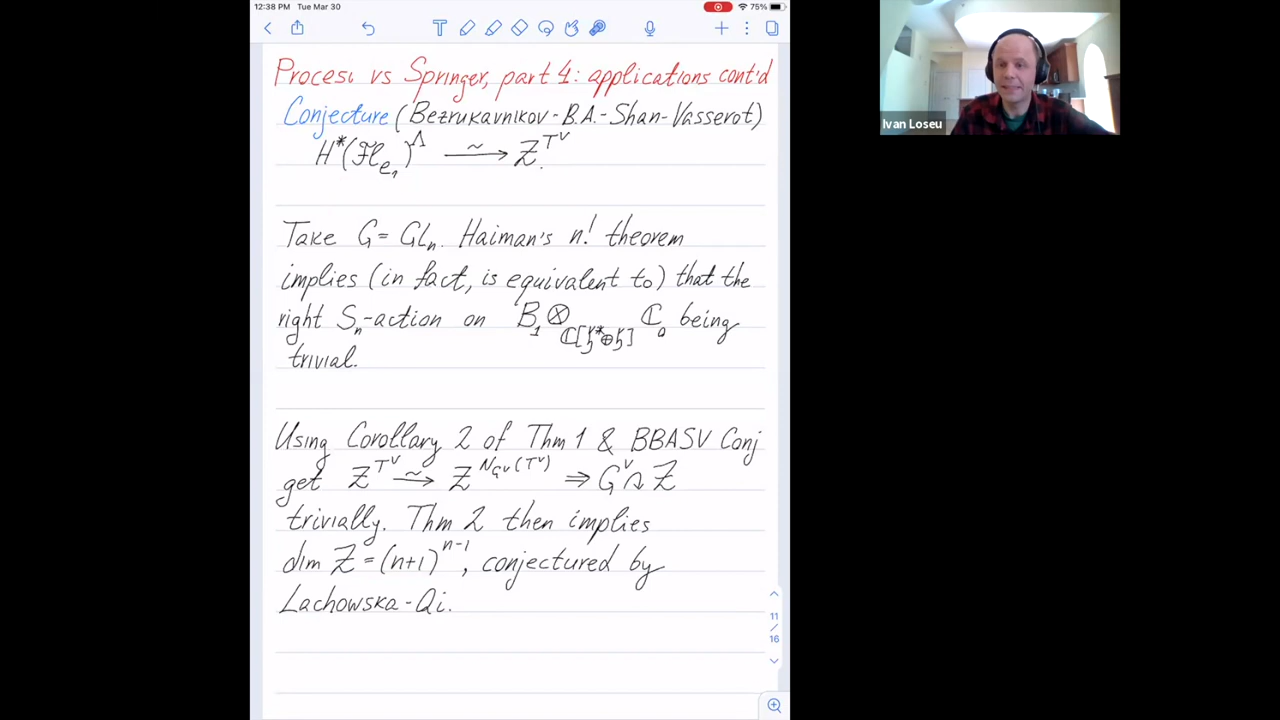 12:38 PM Tue Mar 30
75%
Procesi vs Springer, part 4: applications cont'd
Conjecture (Bezrukavnikov-B.A.-Shan-Vasserot)
H*(Fl_{e_1})^Λ ⥲ Z^{T^∨}.
Take G = GL_n. Haiman's n! theorem
implies (in fact, is equivalent to) that the
right S_n-action on B_1 ⊗_{ℂ[𝔥*⊕𝔥]} ℂ_0 being
trivial.
Using Corollary 2 of Thm 1 & BBASV Conj
get Z^{T^∨} ⥲ Z^{N_{G^∨}(T^∨)} ⇒ G^∨ ↷ Z
trivially. Thm 2 then implies
dim Z = (n+1)^{n-1}, conjectured by
Lachowska-Qi.
11
/
16
Ivan Loseu